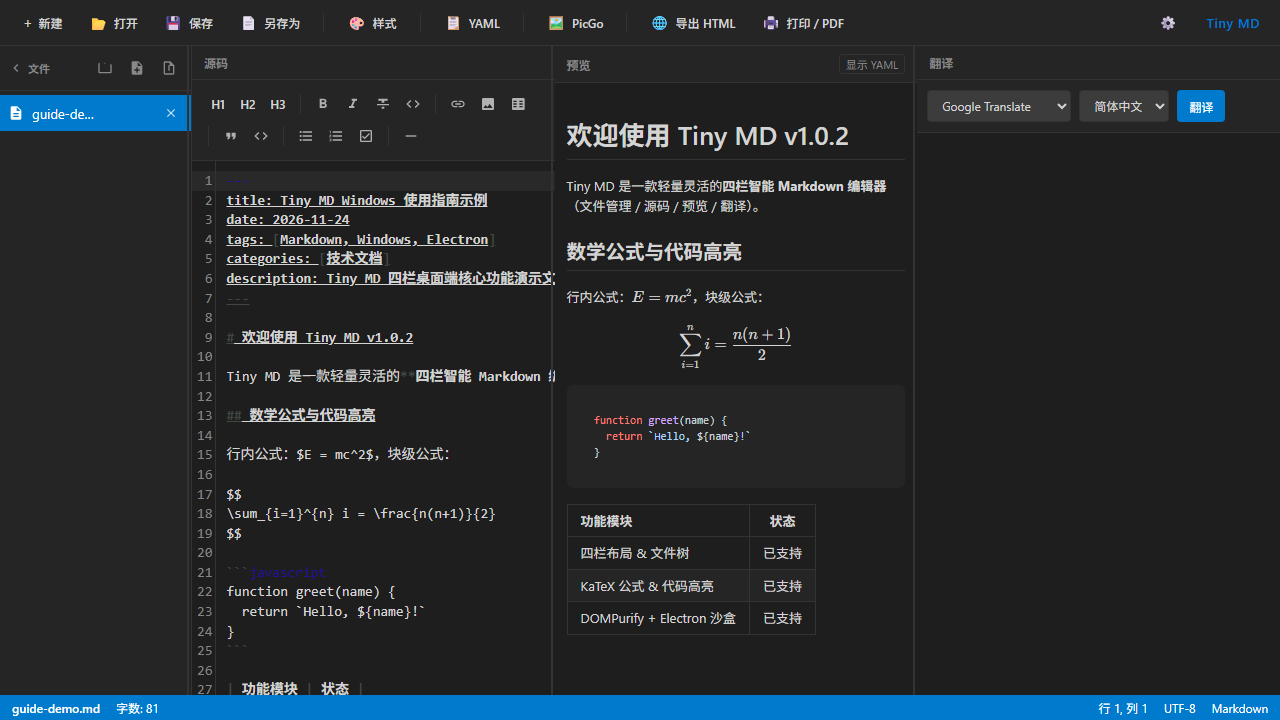 + 新建 打开 保存 另存为 样式 YAML PicGo 导出 HTML 打印 / PDF Tiny MD
文件
guide-de...
源码
H1 H2 H3 B I S <>
1
2 title: Tiny MD Windows 使用指南示例
3 date: 2026-11-24
4 tags: [Markdown, Windows, Electron]
5 categories: [技术文档]
6 description: Tiny MD 四栏桌面端核心功能演示文
7 ---
8
9 # 欢迎使用 Tiny MD v1.0.2
10
11 Tiny MD 是一款轻量灵活的**四栏智能 Markdown
12
13 ## 数学公式与代码高亮
14
15 行内公式：$E = mc^2$，块级公式：
16
17 $$
18 \sum_{i=1}^{n} i = \frac{n(n+1)}{2}
19 $$
20
21 ```javascript
22 function greet(name) {
23   return `Hello, ${name}!`
24 }
25 ```
26
27 | 功能模块 | 状态 |
预览 显示 YAML
欢迎使用 Tiny MD v1.0.2
Tiny MD 是一款轻量灵活的四栏智能 Markdown 编辑器
（文件管理 / 源码 / 预览 / 翻译）。
数学公式与代码高亮
行内公式：E = mc²，块级公式：
∑_{i=1}^{n} i = n(n + 1) / 2
function greet(name) {
  return `Hello, ${name}!`
}
功能模块 状态
四栏布局 & 文件树 已支持
KaTeX 公式 & 代码高亮 已支持
DOMPurify + Electron 沙盒 已支持
翻译
Google Translate 简体中文 翻译
guide-demo.md 字数: 81 行 1, 列 1 UTF-8 Markdown